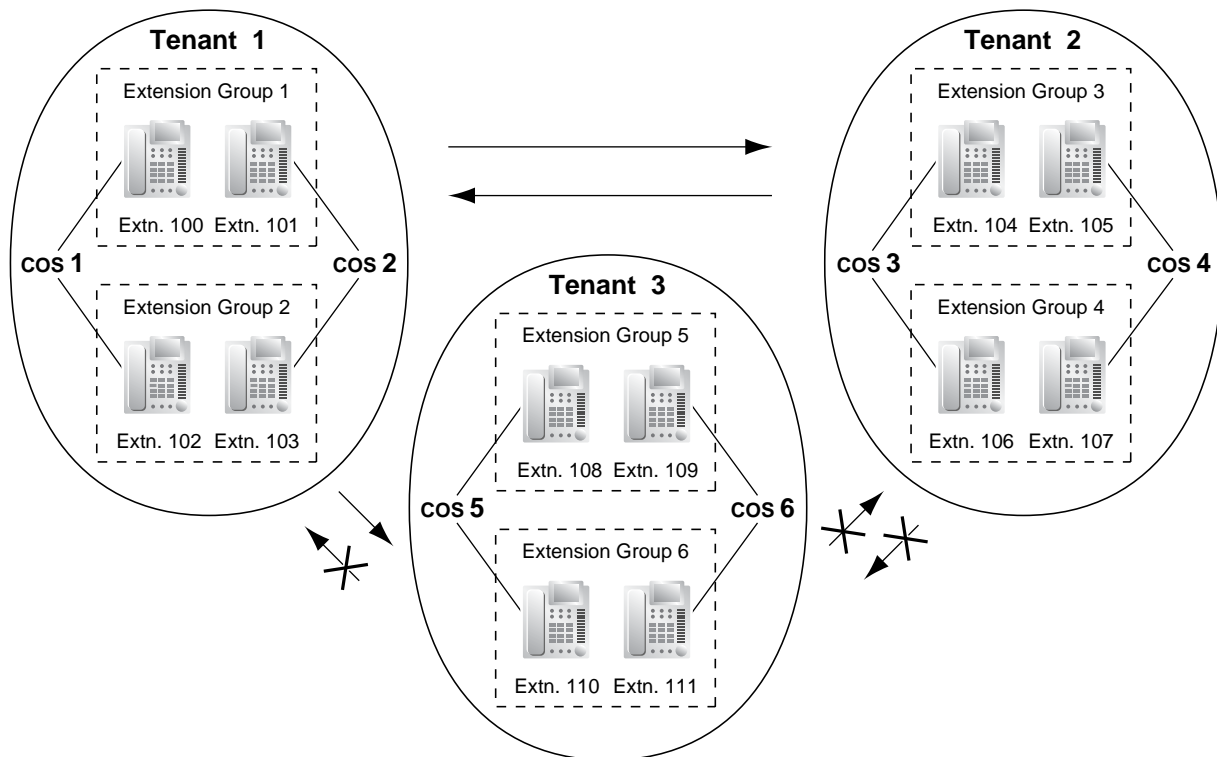 Tenant 1
Extension Group 1
Extn. 100 Extn. 101
COS 1 COS 2
Extension Group 2
Extn. 102 Extn. 103
Tenant 2
Extension Group 3
Extn. 104 Extn. 105
COS 3 COS 4
Extension Group 4
Extn. 106 Extn. 107
Tenant 3
Extension Group 5
Extn. 108 Extn. 109
COS 5 COS 6
Extension Group 6
Extn. 110 Extn. 111